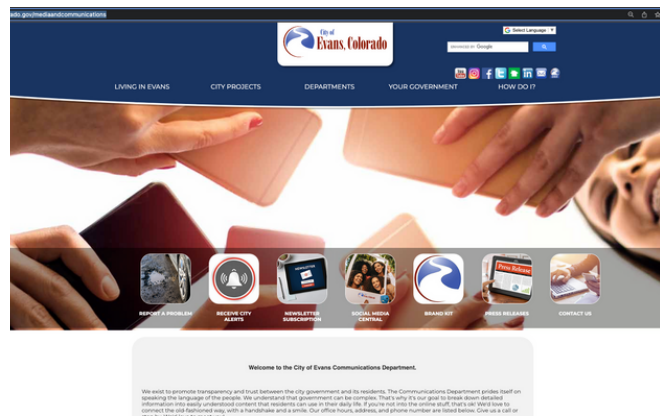 ado.gov/mediaandcommunications
City of
Evans, Colorado
Select Language
ENHANCED BY Google
LIVING IN EVANS
CITY PROJECTS
DEPARTMENTS
YOUR GOVERNMENT
HOW DO I?
Press Release
REPORT A PROBLEM
RECEIVE CITY
ALERTS
NEWSLETTER
SUBSCRIPTION
SOCIAL MEDIA
CENTRAL
BRAND KIT
PRESS RELEASES
CONTACT US
Welcome to the City of Evans Communications Department.
We exist to promote transparency and trust between the city government and its residents. The Communications Department prides itself on
speaking the language of the people. We understand that government can be complex. That's why it's our goal to break down detailed
information into easily understood content that residents can use in their daily life. If you're not into the online stuff, that's ok! We'd love to
connect the old-fashioned way, with a handshake and a smile. Our office hours, address, and phone number are listed below. Give us a call or